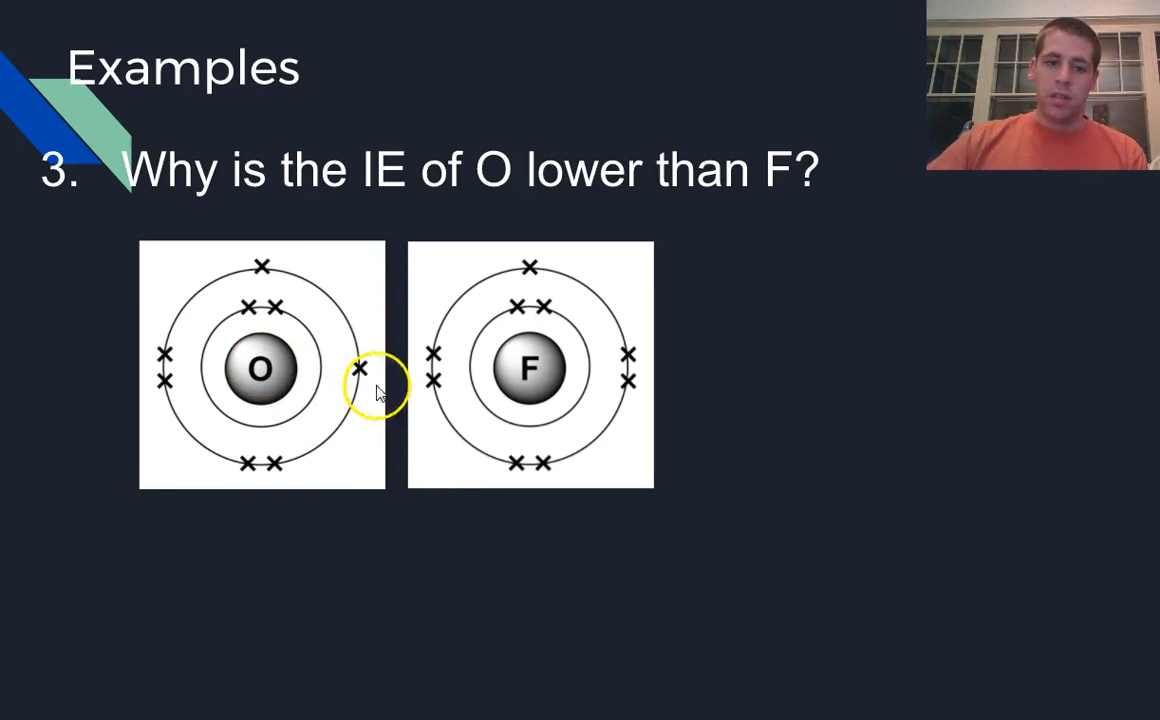 Examples
3. Why is the IE of O lower than F?
O
F